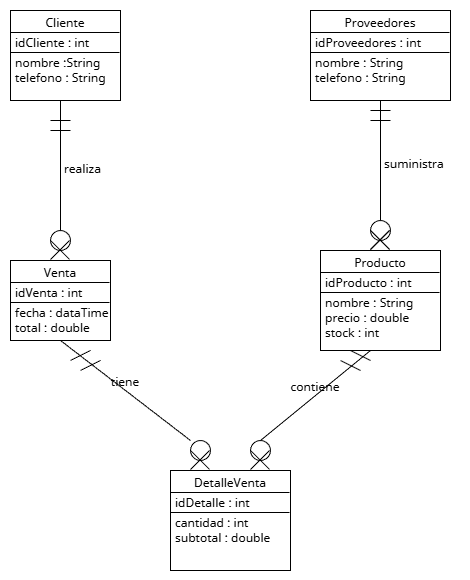 Cliente
idCliente : int
nombre :String
telefono : String
Proveedores
idProveedores : int
nombre : String
telefono : String
realiza
suministra
Venta
idVenta : int
fecha : dataTime
total : double
Producto
idProducto : int
nombre : String
precio : double
stock : int
tiene
contiene
DetalleVenta
idDetalle : int
cantidad : int
subtotal : double